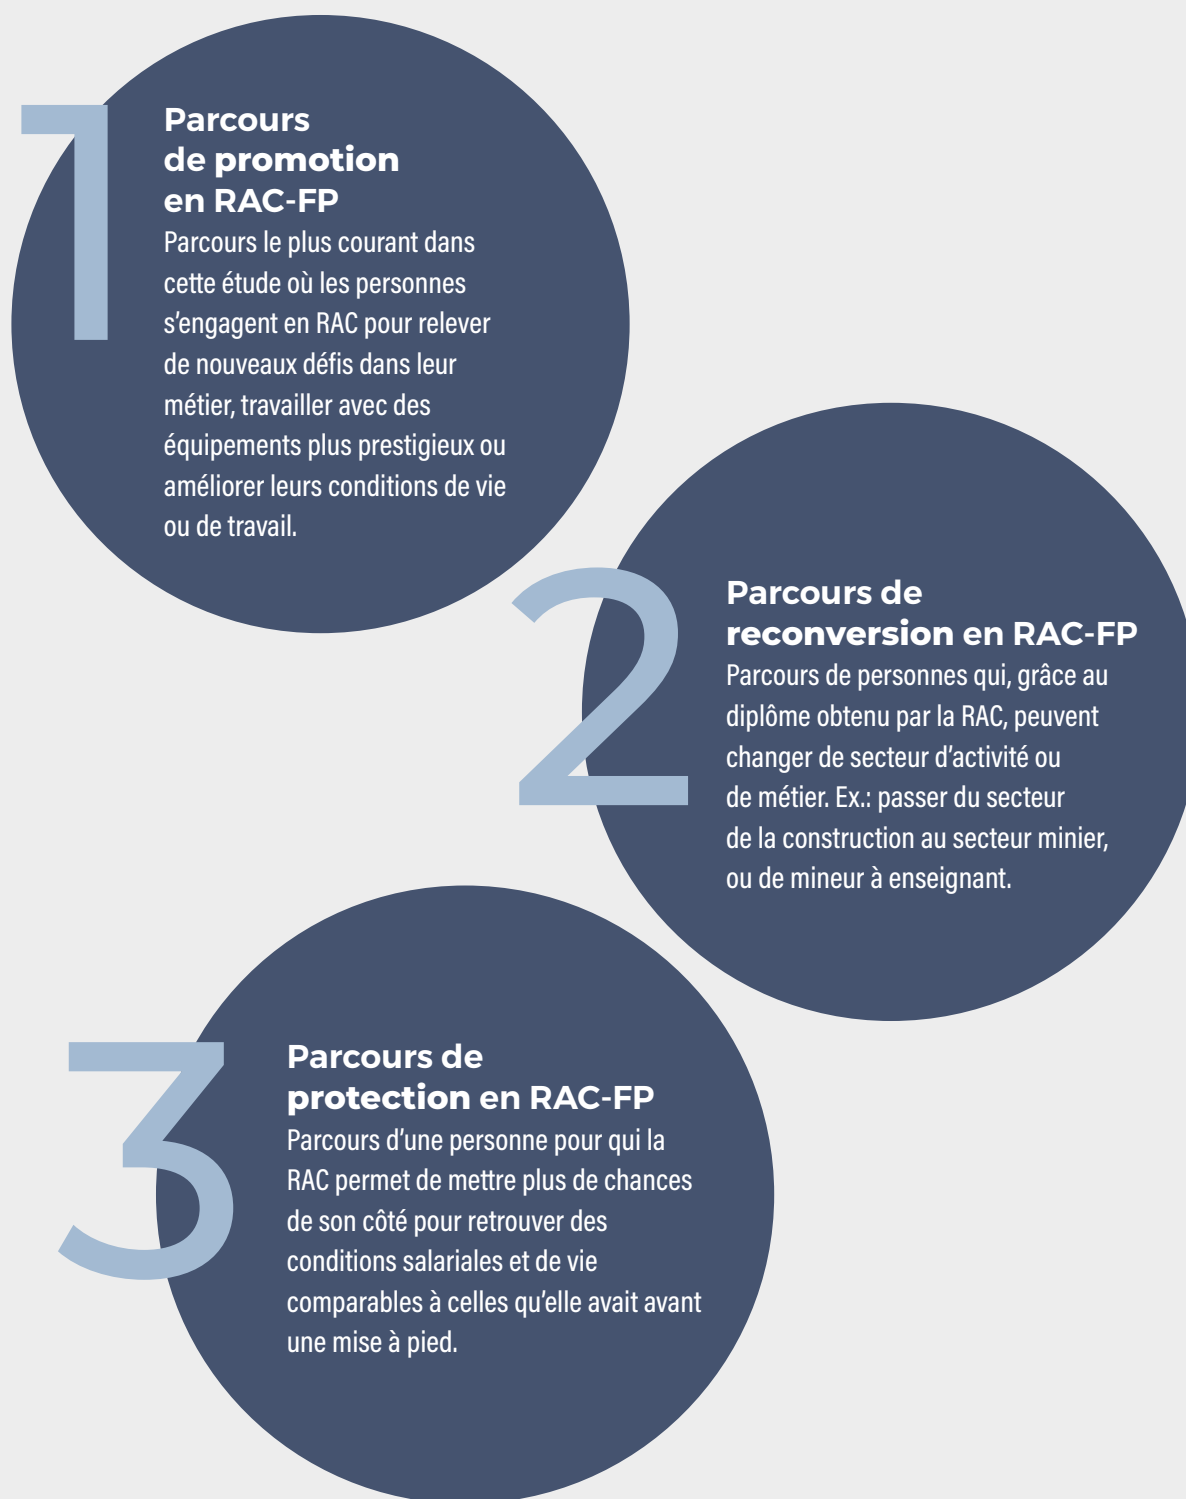 1
Parcours
de promotion
en RAC-FP
Parcours le plus courant dans
cette étude où les personnes
s'engagent en RAC pour relever
de nouveaux défis dans leur
métier, travailler avec des
équipements plus prestigieux ou
améliorer leurs conditions de vie
ou de travail.
2
Parcours de
reconversion en RAC-FP
Parcours de personnes qui, grâce au
diplôme obtenu par la RAC, peuvent
changer de secteur d'activité ou
de métier. Ex.: passer du secteur
de la construction au secteur minier,
ou de mineur à enseignant.
3
Parcours de
protection en RAC-FP
Parcours d'une personne pour qui la
RAC permet de mettre plus de chances
de son côté pour retrouver des
conditions salariales et de vie
comparables à celles qu'elle avait avant
une mise à pied.